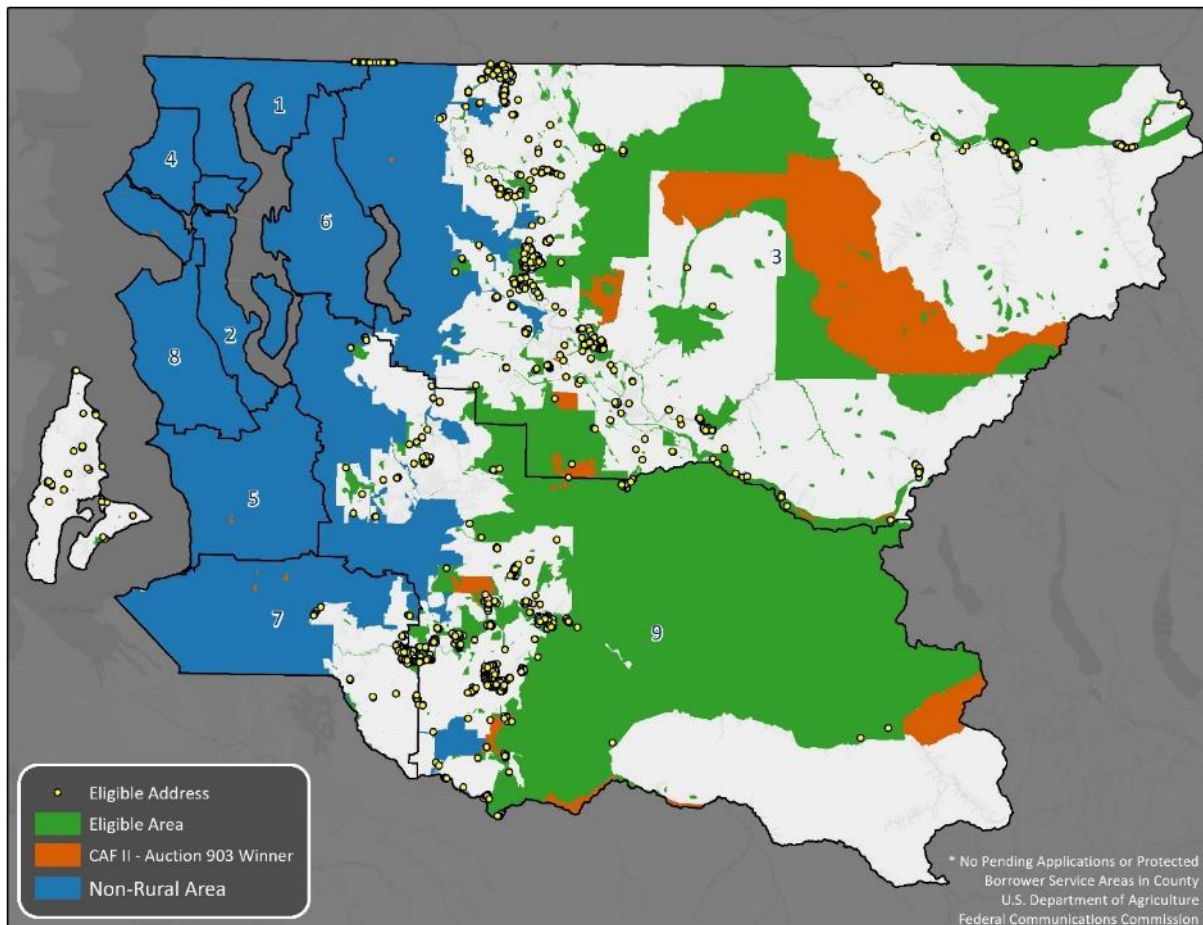 1
4
6
3
2
8
5
7
9
Eligible Address
Eligible Area
CAF II - Auction 903 Winner
Non-Rural Area
* No Pending Applications or Protected
Borrower Service Areas in County
U.S. Department of Agriculture
Federal Communications Commission